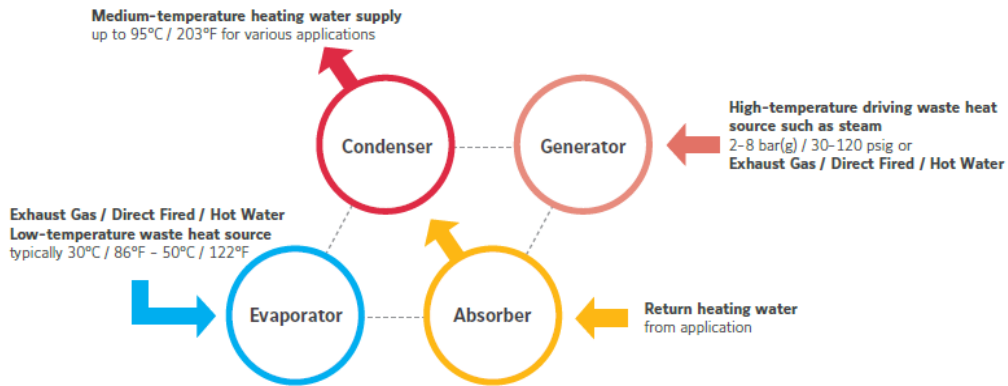 Medium-temperature heating water supply
up to 95°C / 203°F for various applications
Condenser
Generator
High-temperature driving waste heat
source such as steam
2–8 bar(g) / 30–120 psig or
Exhaust Gas / Direct Fired / Hot Water
Exhaust Gas / Direct Fired / Hot Water
Low-temperature waste heat source
typically 30°C / 86°F – 50°C / 122°F
Evaporator
Absorber
Return heating water
from application